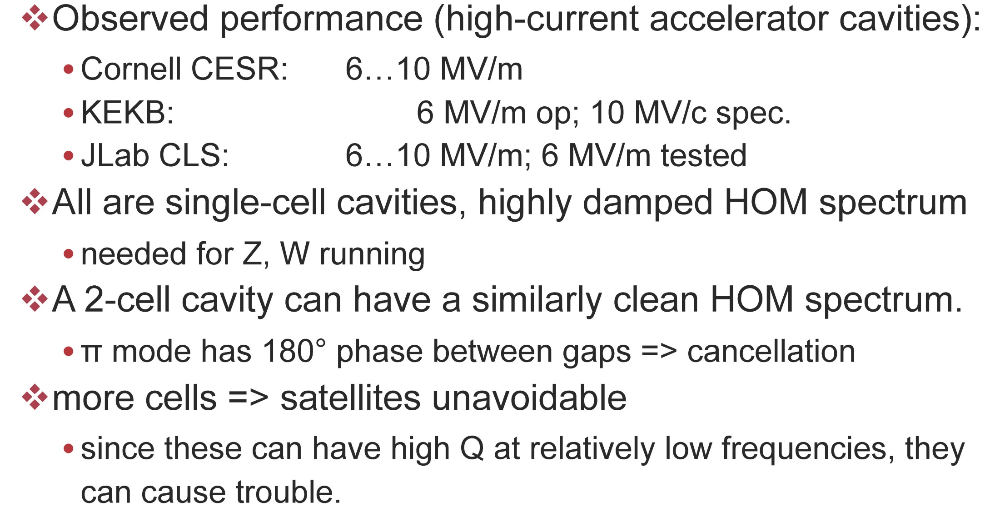 ❖Observed performance (high-current accelerator cavities):
• Cornell CESR: 6…10 MV/m
• KEKB: 6 MV/m op; 10 MV/c spec.
• JLab CLS: 6…10 MV/m; 6 MV/m tested
❖All are single-cell cavities, highly damped HOM spectrum
• needed for Z, W running
❖A 2-cell cavity can have a similarly clean HOM spectrum.
• π mode has 180° phase between gaps => cancellation
❖more cells => satellites unavoidable
• since these can have high Q at relatively low frequencies, they
can cause trouble.